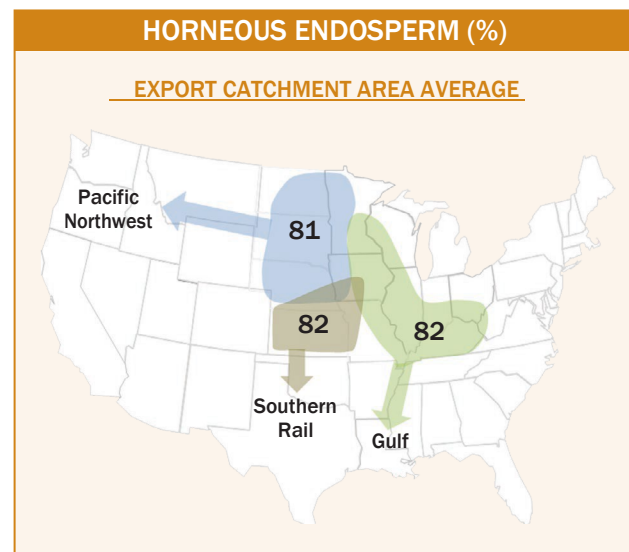 HORNEOUS ENDOSPERM (%)
EXPORT CATCHMENT AREA AVERAGE
Pacific
Northwest
81
82
82
Southern
Rail
Gulf